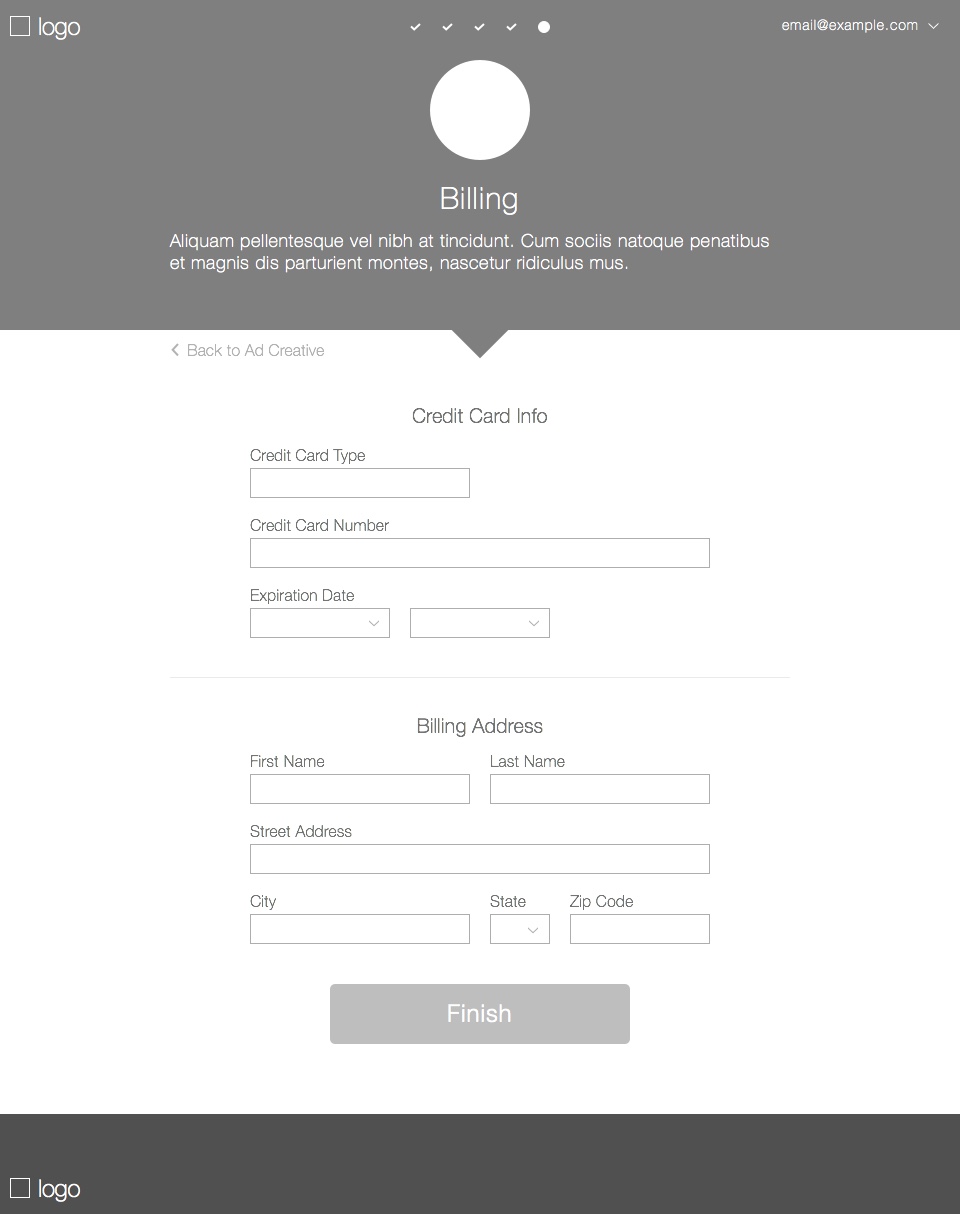 logo
email@example.com
Billing
Aliquam pellentesque vel nibh at tincidunt. Cum sociis natoque penatibus
et magnis dis parturient montes, nascetur ridiculus mus.
Back to Ad Creative
Credit Card Info
Credit Card Type
Credit Card Number
Expiration Date
Billing Address
First Name Last Name
Street Address
City State Zip Code
Finish
logo